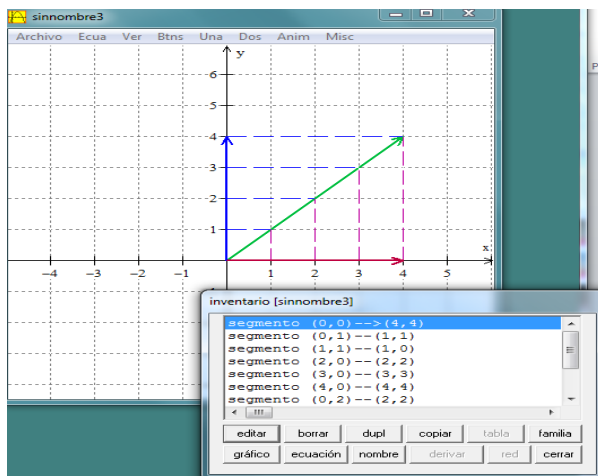 sinnombre3
Archivo Ecua Ver Btns Una Dos Anim Misc
y
6
5
4
3
2
1
x
−4 −3 −2 −1 1 2 3 4 5
inventario [sinnombre3]
segmento (0,0)-->(4,4)
segmento (0,1)--(1,1)
segmento (1,1)--(1,0)
segmento (2,0)--(2,2)
segmento (3,0)--(3,3)
segmento (4,0)--(4,4)
segmento (0,2)--(2,2)
editar borrar dupl copiar tabla familia
gráfico ecuación nombre derivar red cerrar